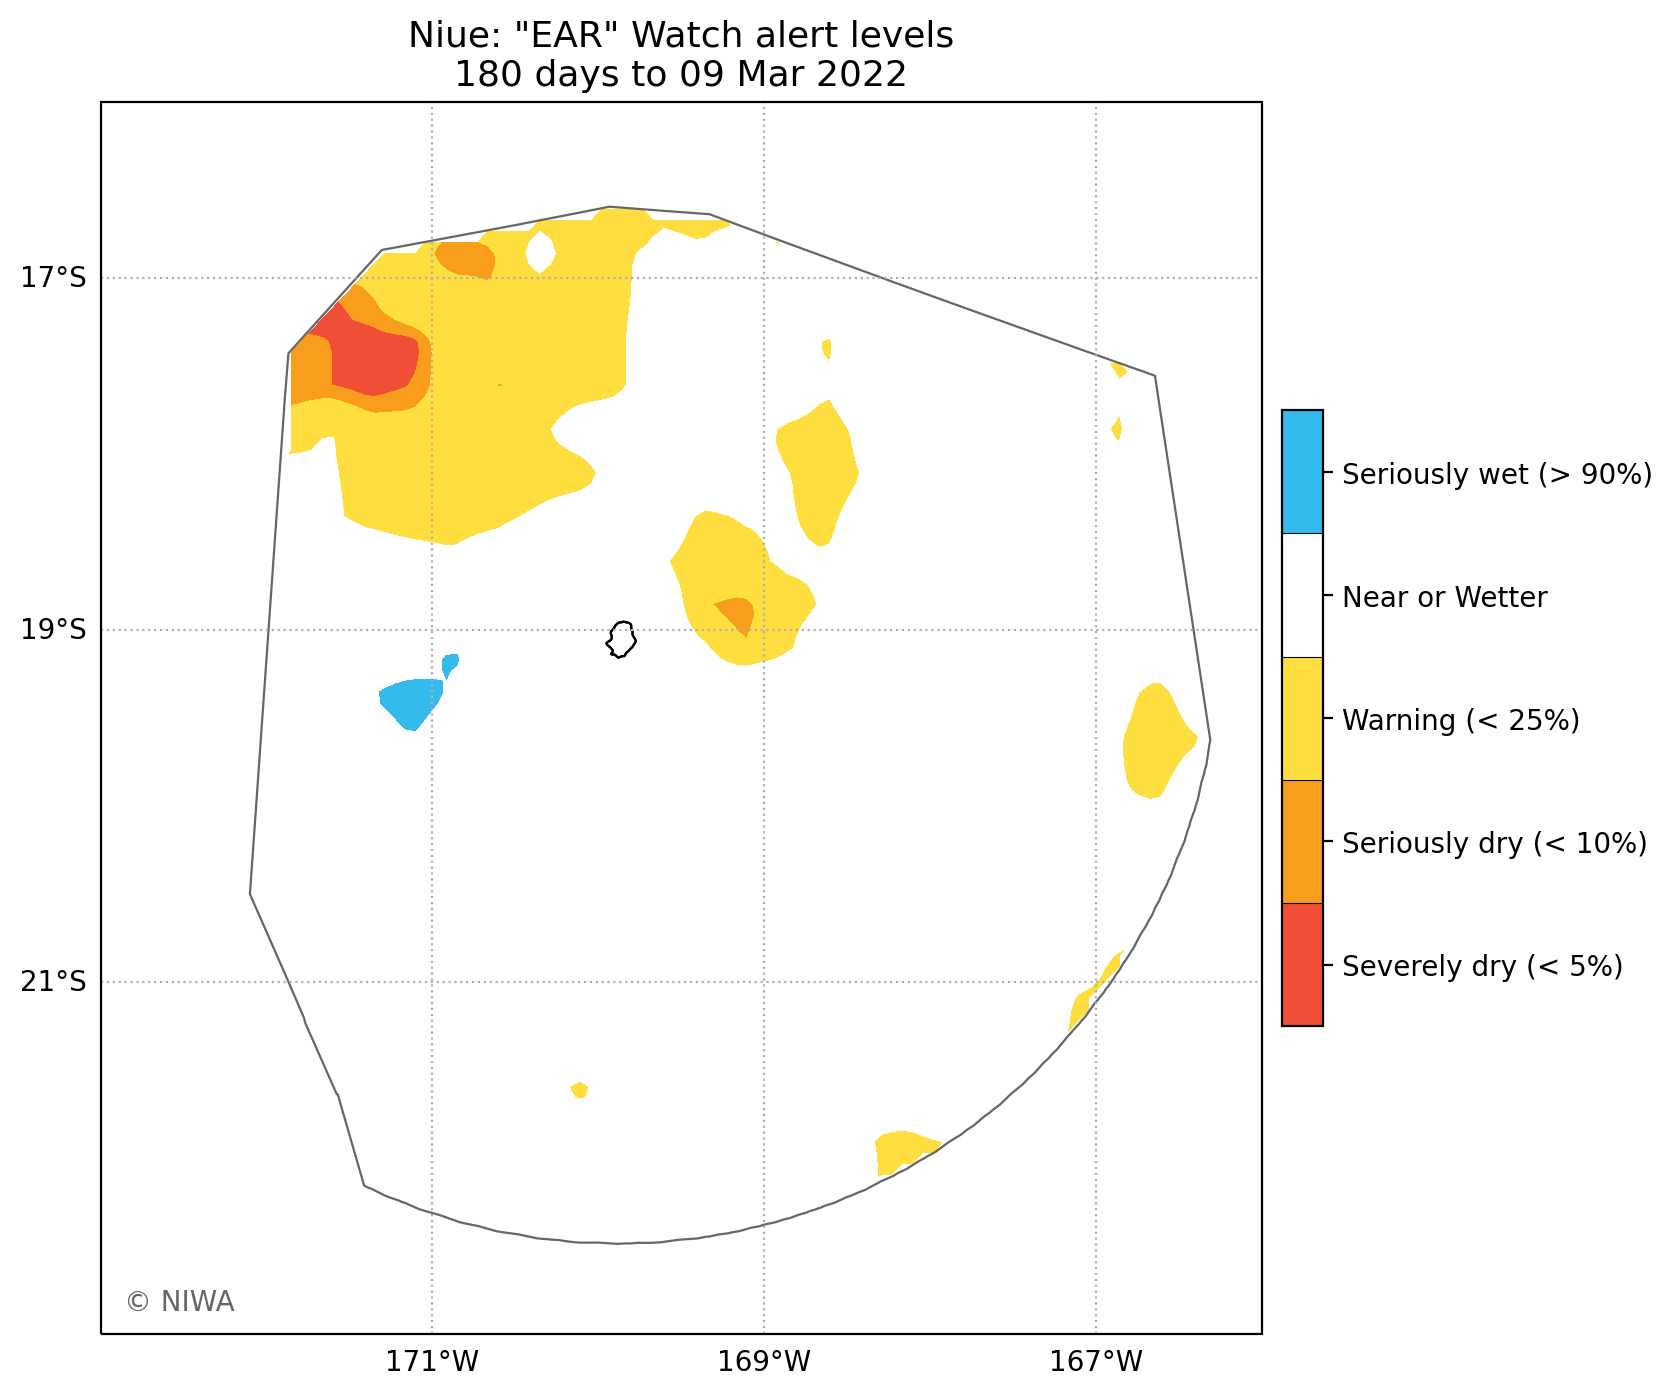 Niue: "EAR" Watch alert levels
180 days to 09 Mar 2022
17°S
19°S
21°S
171°W
169°W
167°W
© NIWA
Seriously wet (> 90%)
Near or Wetter
Warning (< 25%)
Seriously dry (< 10%)
Severely dry (< 5%)